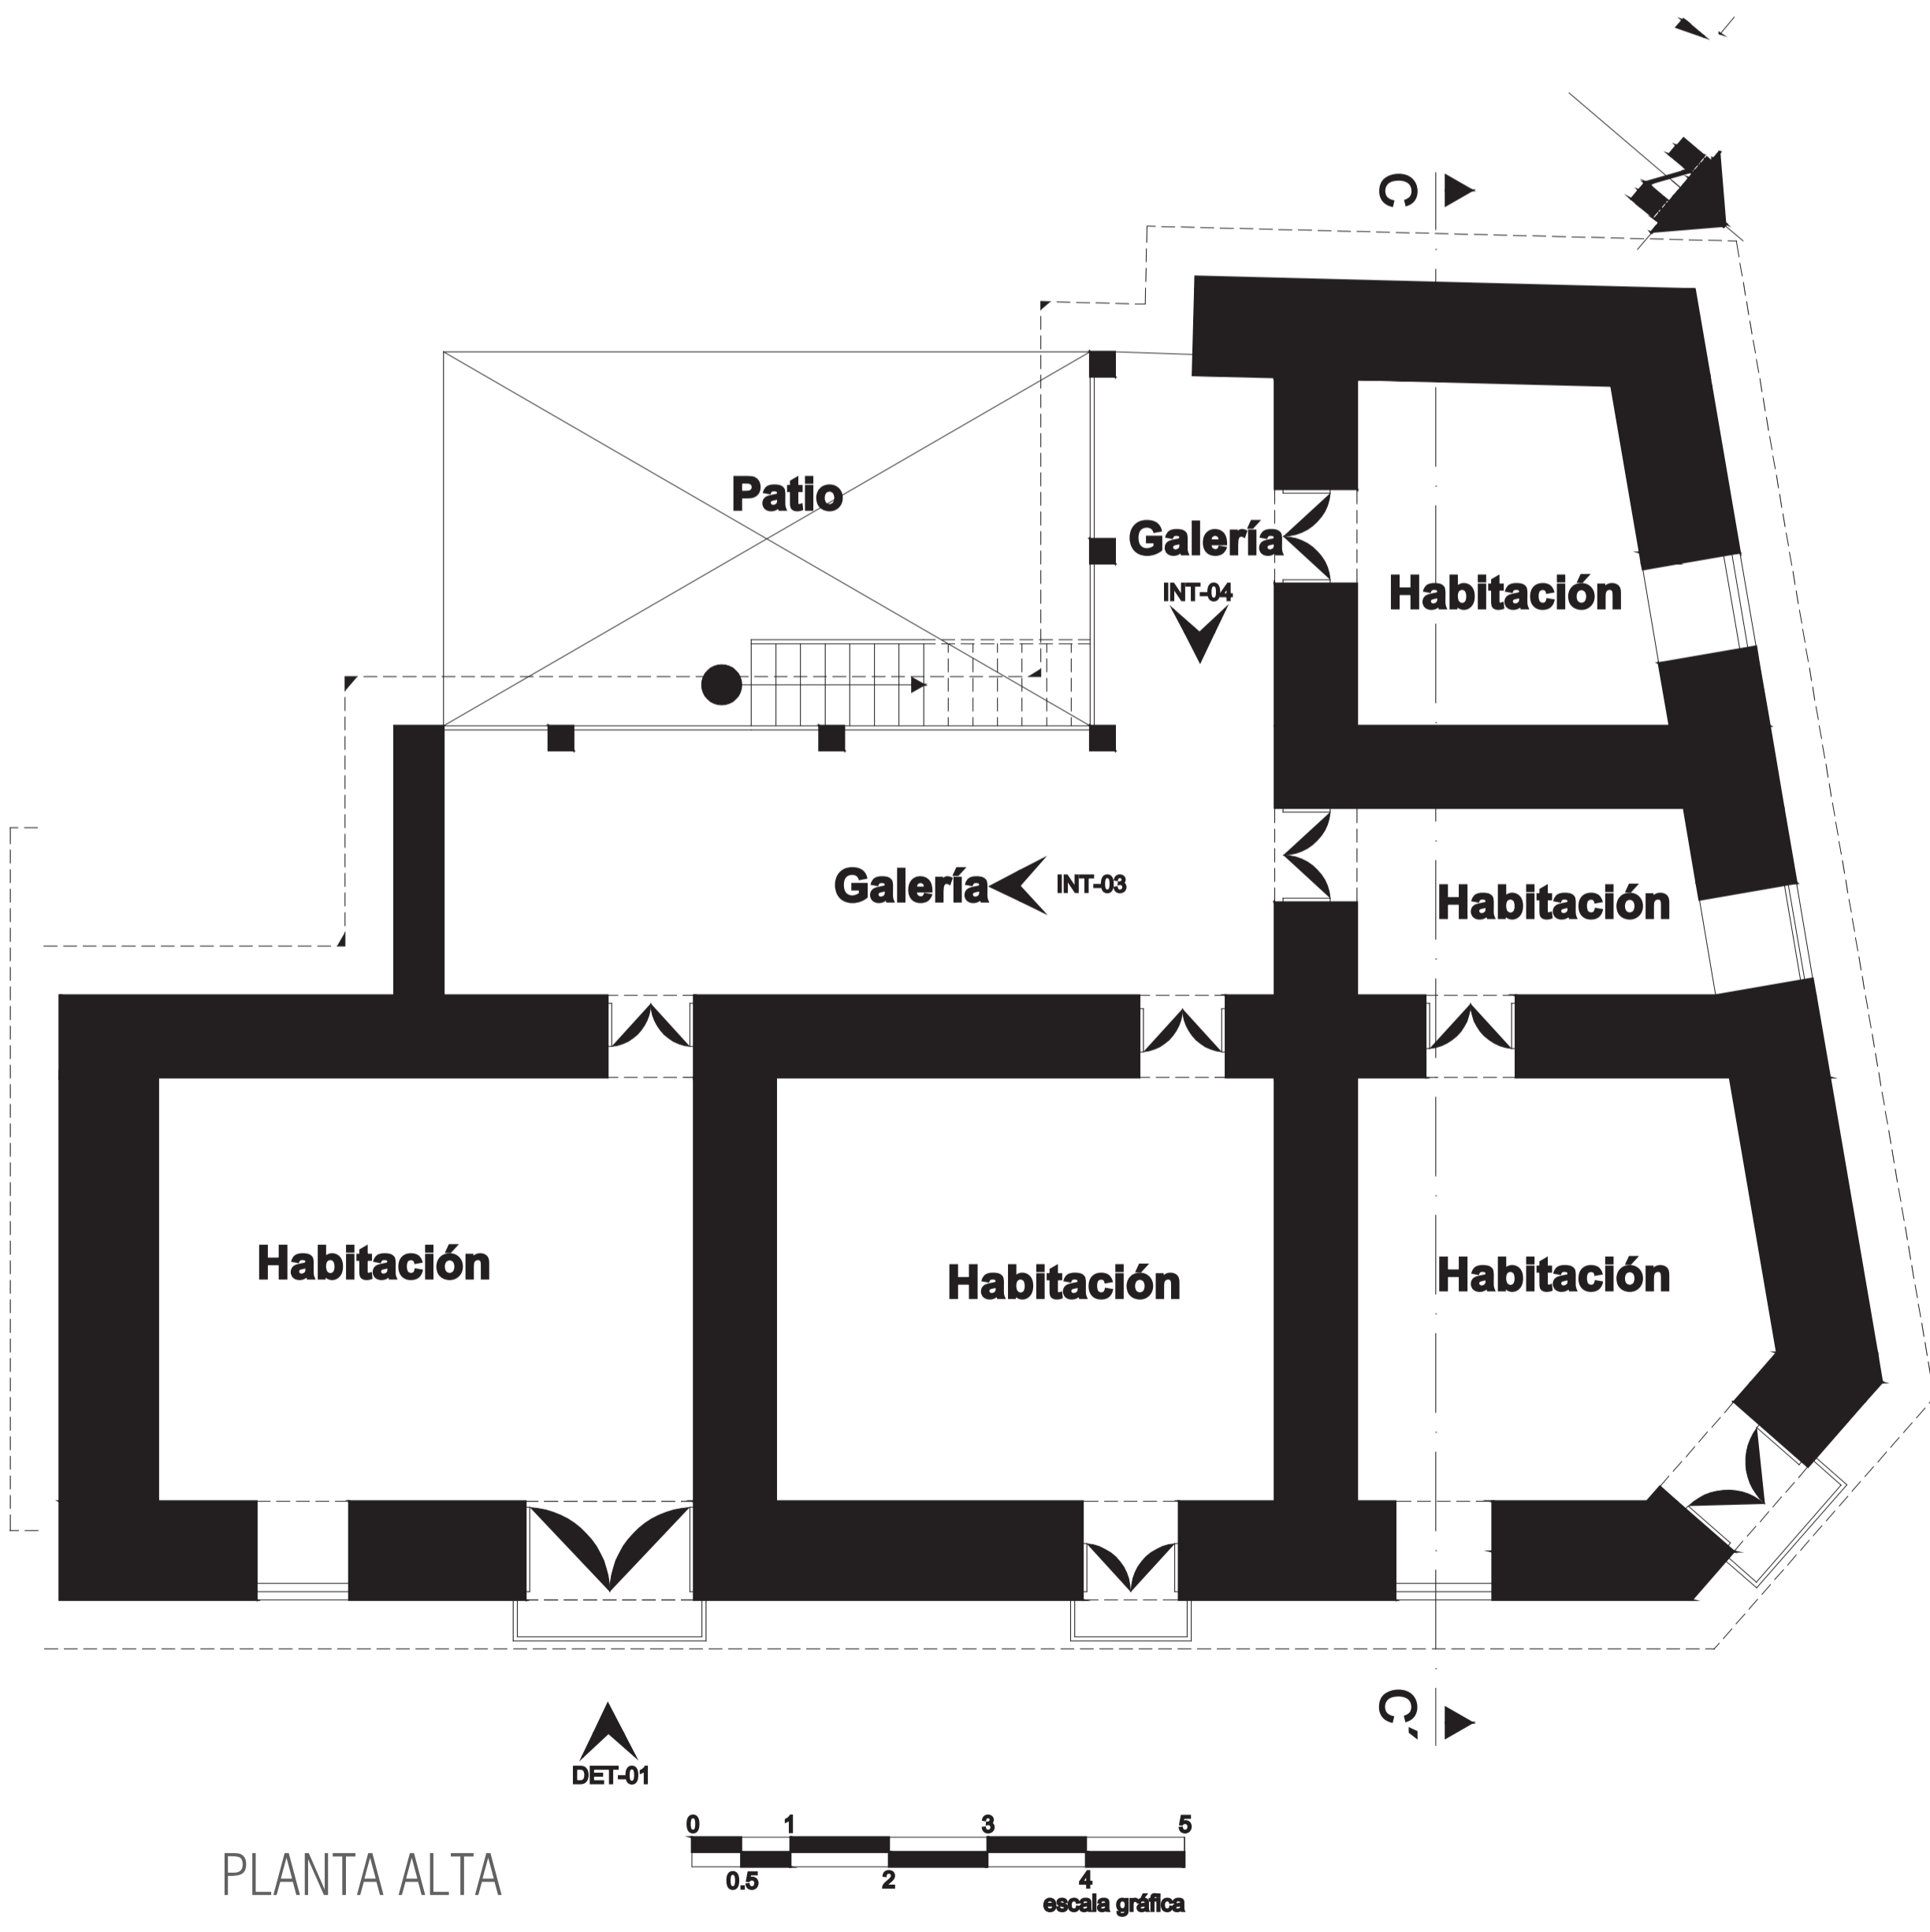 C
Patio
Galería
INT-04
Habitación
Galería
INT-03
Habitación
Habitación
Habitación
Habitación
C´
DET-01
0 1 3 5
0.5 2 4
escala gráfica
PLANTA ALTA